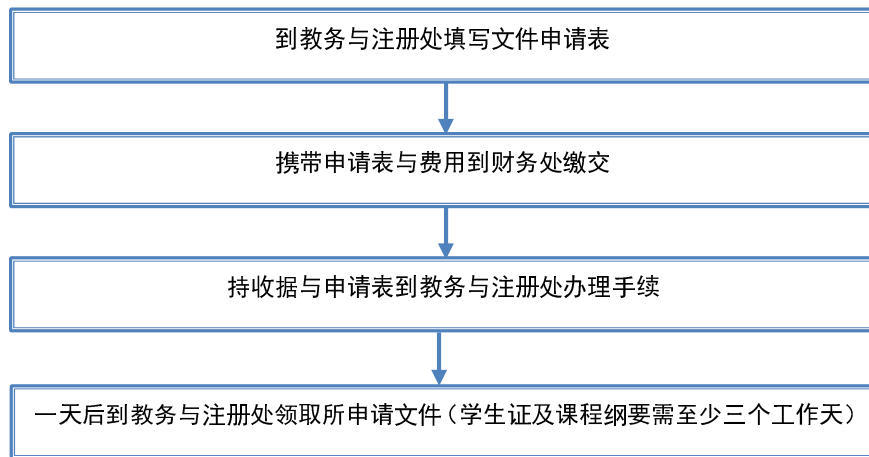 到教务与注册处填写文件申请表
携带申请表与费用到财务处缴交
持收据与申请表到教务与注册处办理手续
一天后到教务与注册处领取所申请文件（学生证及课程纲要需至少三个工作天）